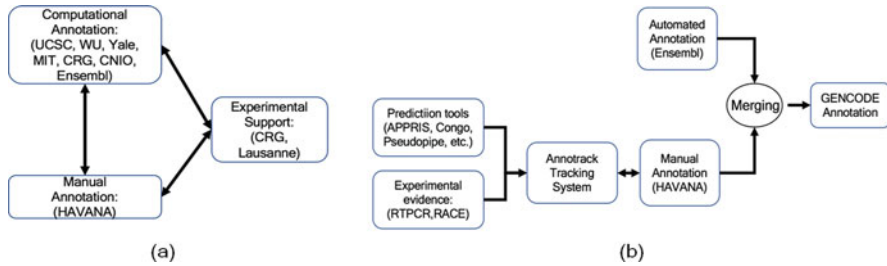 Computational
Annotation:
(UCSC, WU, Yale,
MIT, CRG, CNIO,
Ensembl)
Experimental
Support:
(CRG,
Lausanne)
Manual
Annotation:
(HAVANA)
(a)
Automated
Annotation
(Ensembl)
Merging
GENCODE
Annotation
Predictiion tools
(APPRIS, Congo,
Pseudopipe, etc.)
Annotrack
Tracking
System
Manual
Annotation
(HAVANA)
Experimental
evidence:
(RTPCR,RACE)
(b)